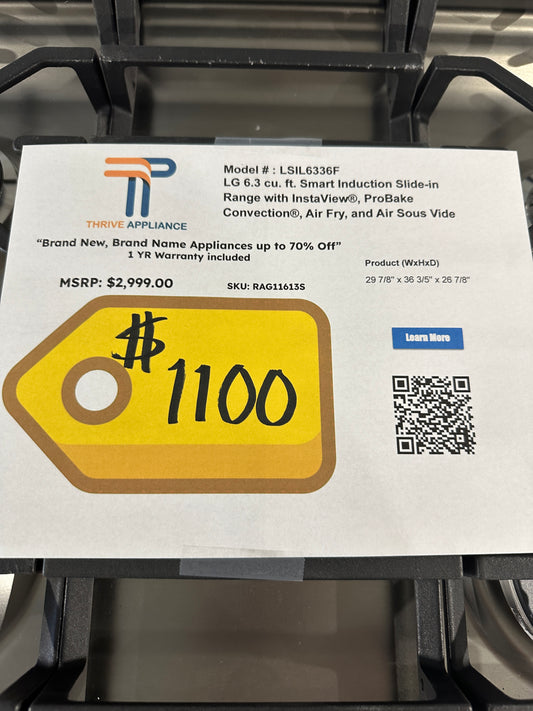 TP
THRIVE APPLIANCE
Model # : LSIL6336F
LG 6.3 cu. ft. Smart Induction Slide-in
Range with InstaView®, ProBake
Convection®, Air Fry, and Air Sous Vide
“Brand New, Brand Name Appliances up to 70% Off”
1 YR Warranty included
MSRP: $2,999.00
SKU: RAG11613S
Product (WxHxD)
29 7/8" x 36 3/5" x 26 7/8"
$1100
Learn More